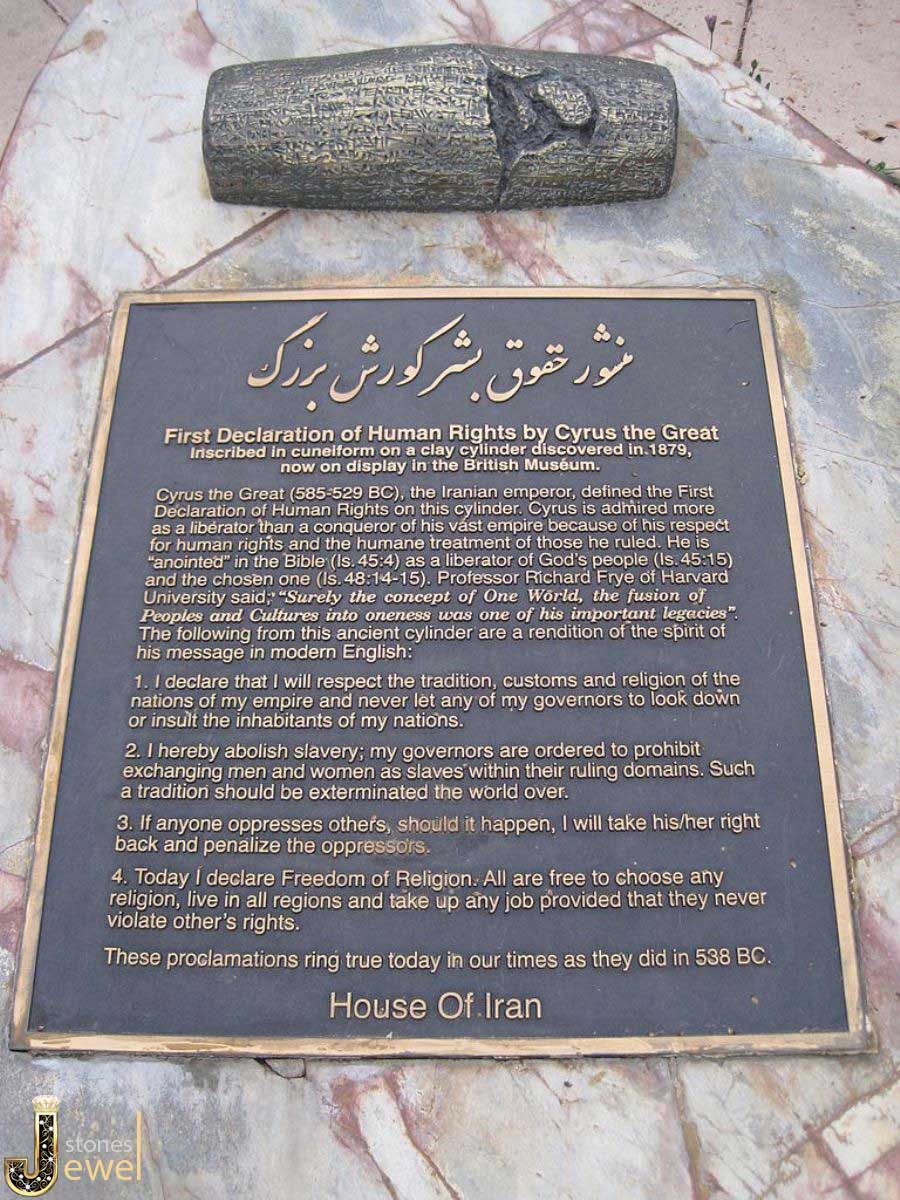 منشور حقوق بشر کورش بزرگ
First Declaration of Human Rights by Cyrus the Great
Inscribed in cuneiform on a clay cylinder discovered in 1879,
now on display in the British Museum.
Cyrus the Great (585-529 BC), the Iranian emperor, defined the First
Declaration of Human Rights on this cylinder. Cyrus is admired more
as a liberator than a conqueror of his vast empire because of his respect
for human rights and the humane treatment of those he ruled. He is
"anointed" in the Bible (Is. 45:4) as a liberator of God's people (Is. 45:15)
and the chosen one (Is. 48:14-15). Professor Richard Frye of Harvard
University said; "Surely the concept of One World, the fusion of
Peoples and Cultures into oneness was one of his important legacies".
The following from this ancient cylinder are a rendition of the spirit of
his message in modern English:
1. I declare that I will respect the tradition, customs and religion of the
nations of my empire and never let any of my governors to look down
or insult the inhabitants of my nations.
2. I hereby abolish slavery; my governors are ordered to prohibit
exchanging men and women as slaves within their ruling domains. Such
a tradition should be exterminated the world over.
3. If anyone oppresses others, should it happen, I will take his/her right
back and penalize the oppressors.
4. Today I declare Freedom of Religion. All are free to choose any
religion, live in all regions and take up any job provided that they never
violate other's rights.
These proclamations ring true today in our times as they did in 538 BC.
House Of Iran
stones
Jewel